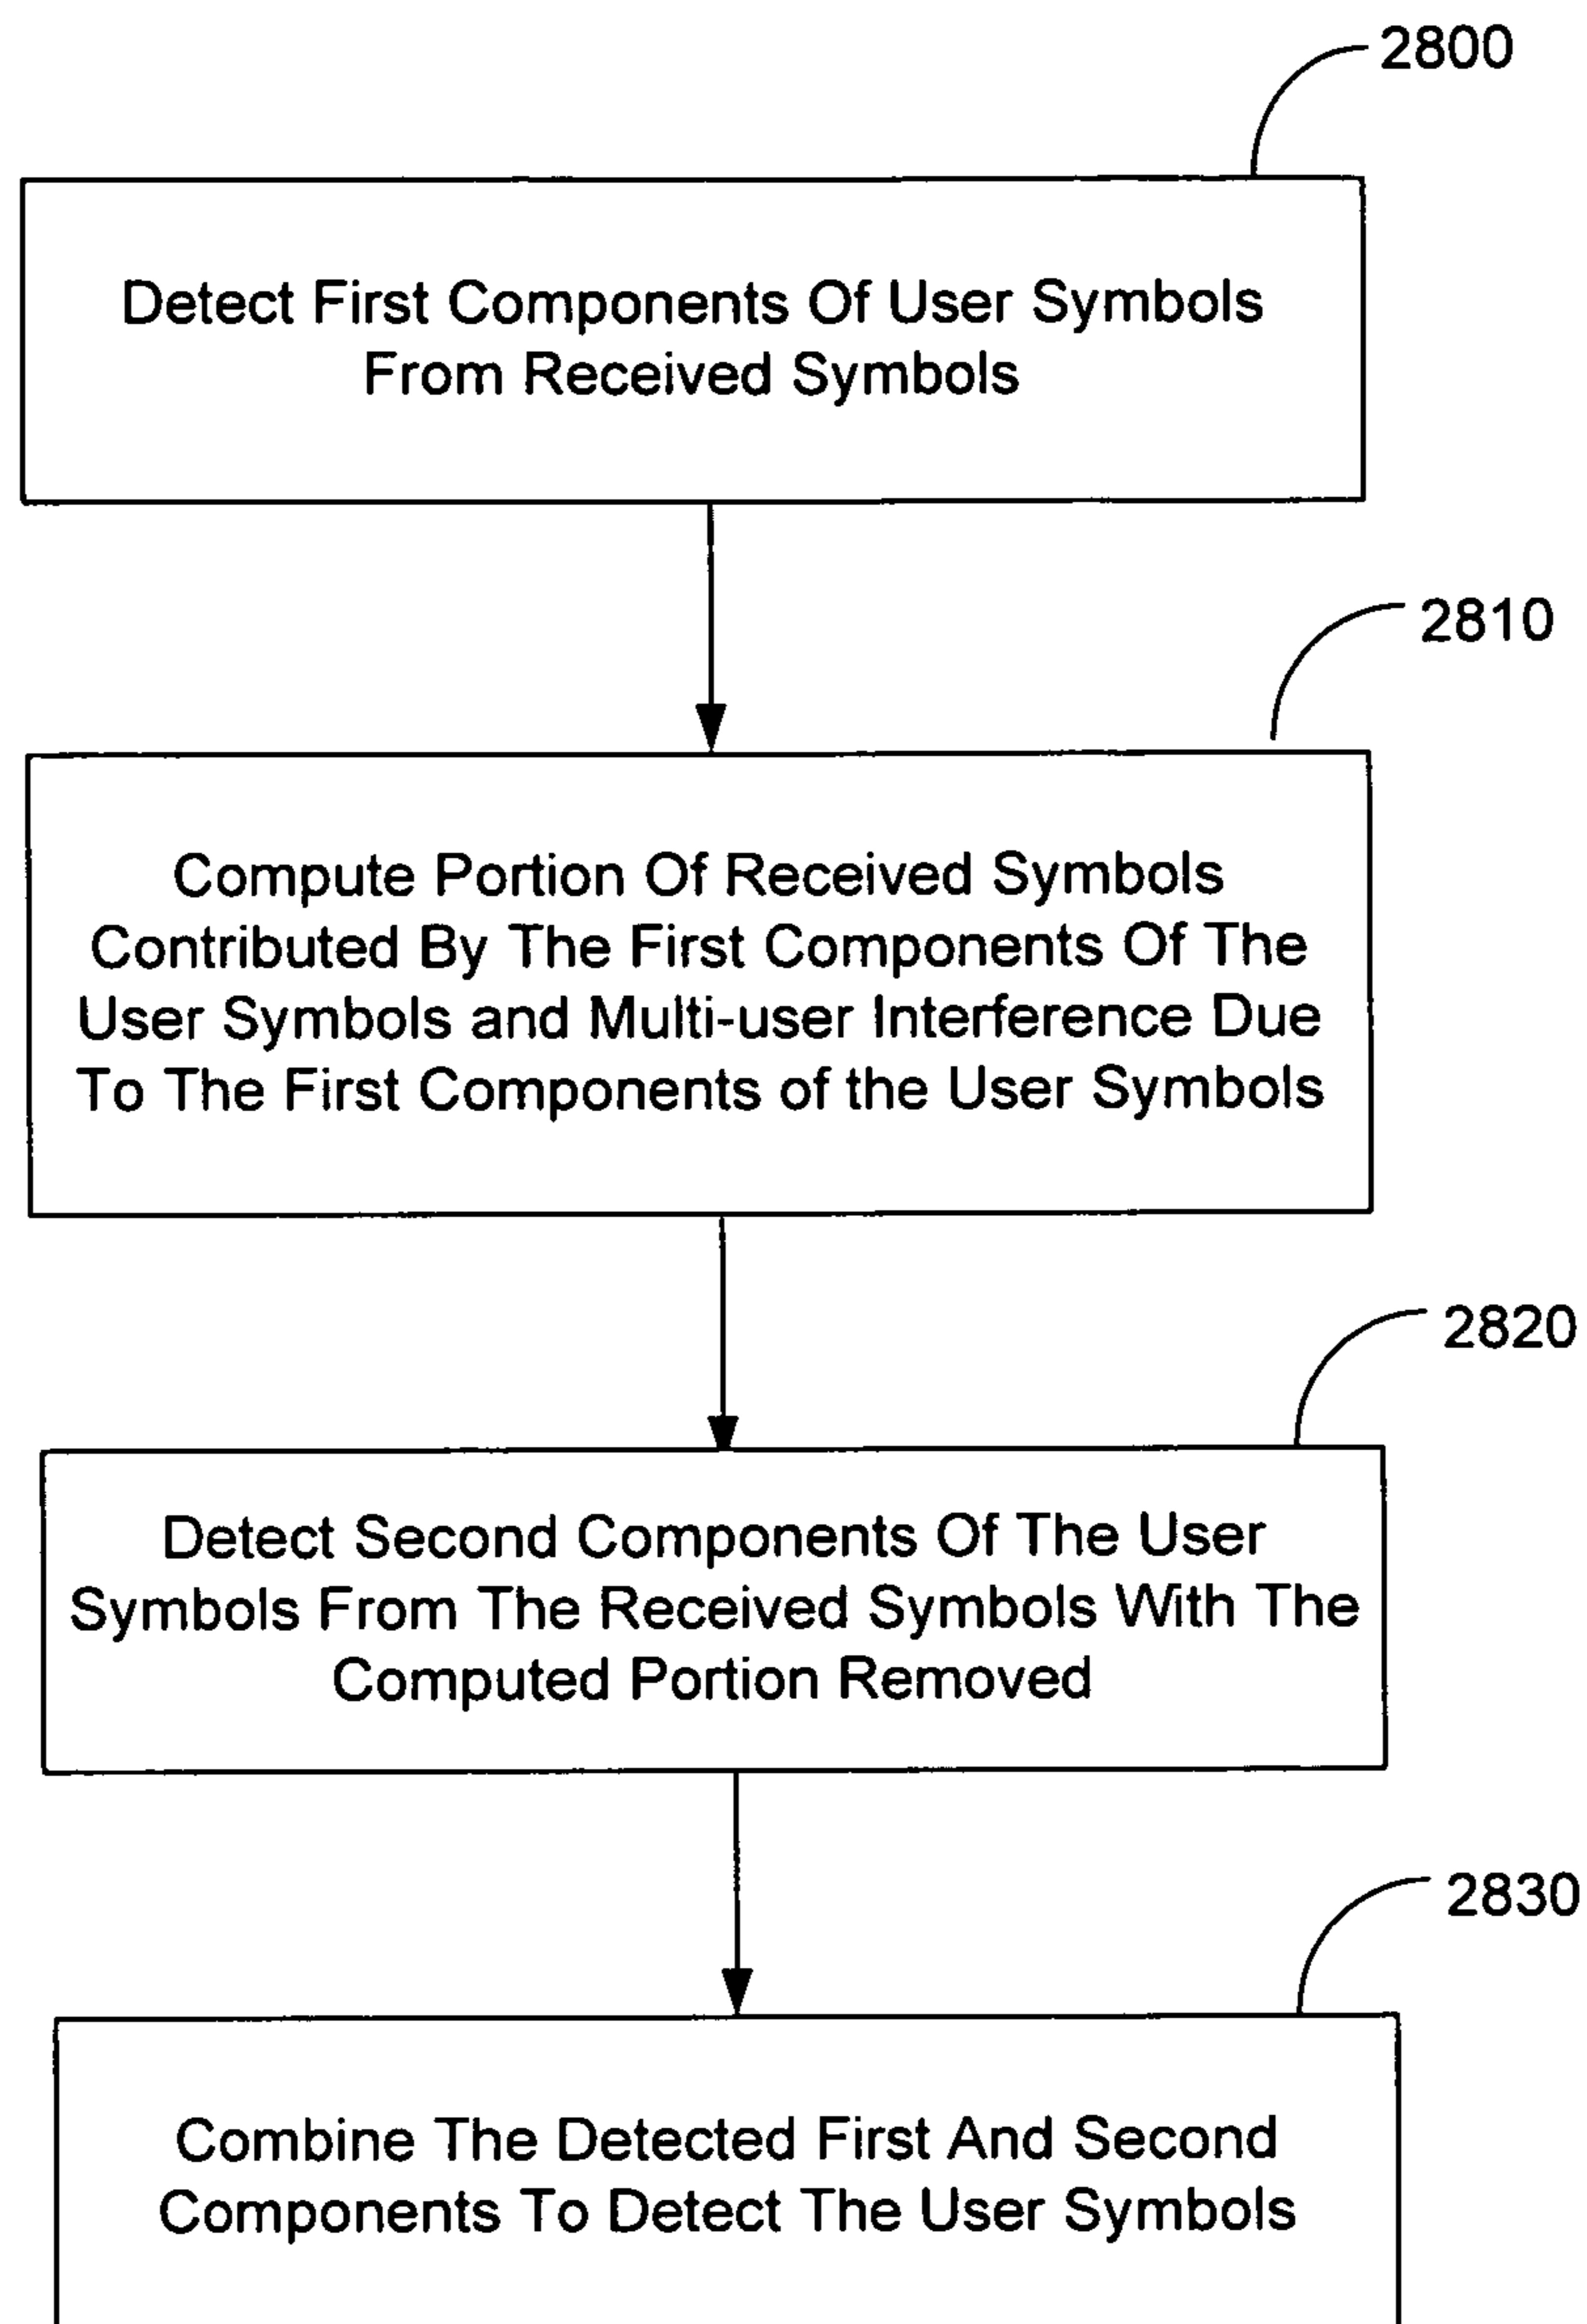 2800
Detect First Components Of User Symbols
From Received Symbols
2810
Compute Portion Of Received Symbols
Contributed By The First Components Of The
User Symbols and Multi-user Interference Due
To The First Components of the User Symbols
2820
Detect Second Components Of The User
Symbols From The Received Symbols With The
Computed Portion Removed
2830
Combine The Detected First And Second
Components To Detect The User Symbols